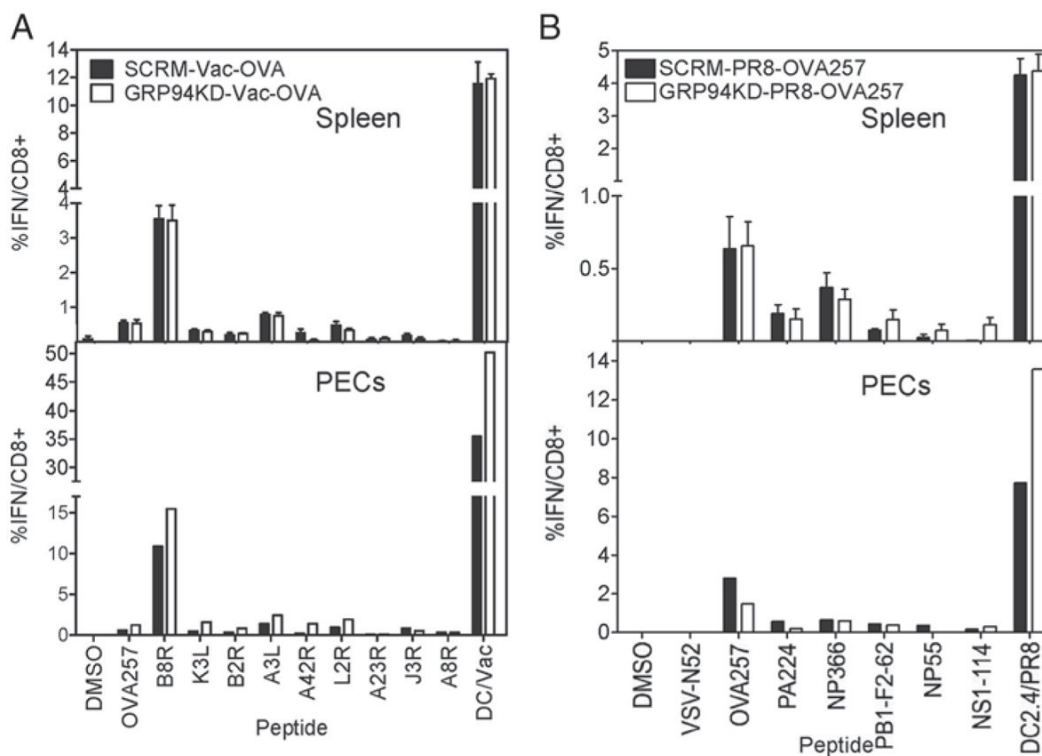 A
14
12
10
8
6
4
4
3
2
1
%IFN/CD8+
SCRM-Vac-OVA
GRP94KD-Vac-OVA
Spleen
50
45
40
35
30
15
10
5
0
%IFN/CD8+
PECs
DMSO
OVA257
B8R
K3L
B2R
A3L
A42R
L2R
A23R
J3R
A8R
DC/Vac
Peptide
B
5
4
3
2
1
1.0
0.5
%IFN/CD8+
SCRM-PR8-OVA257
GRP94KD-PR8-OVA257
Spleen
14
12
10
8
6
4
2
0
%IFN/CD8+
PECs
DMSO
VSV-N52
OVA257
PA224
NP366
PB1-F2-62
NP55
NS1-114
DC2.4/PR8
Peptide